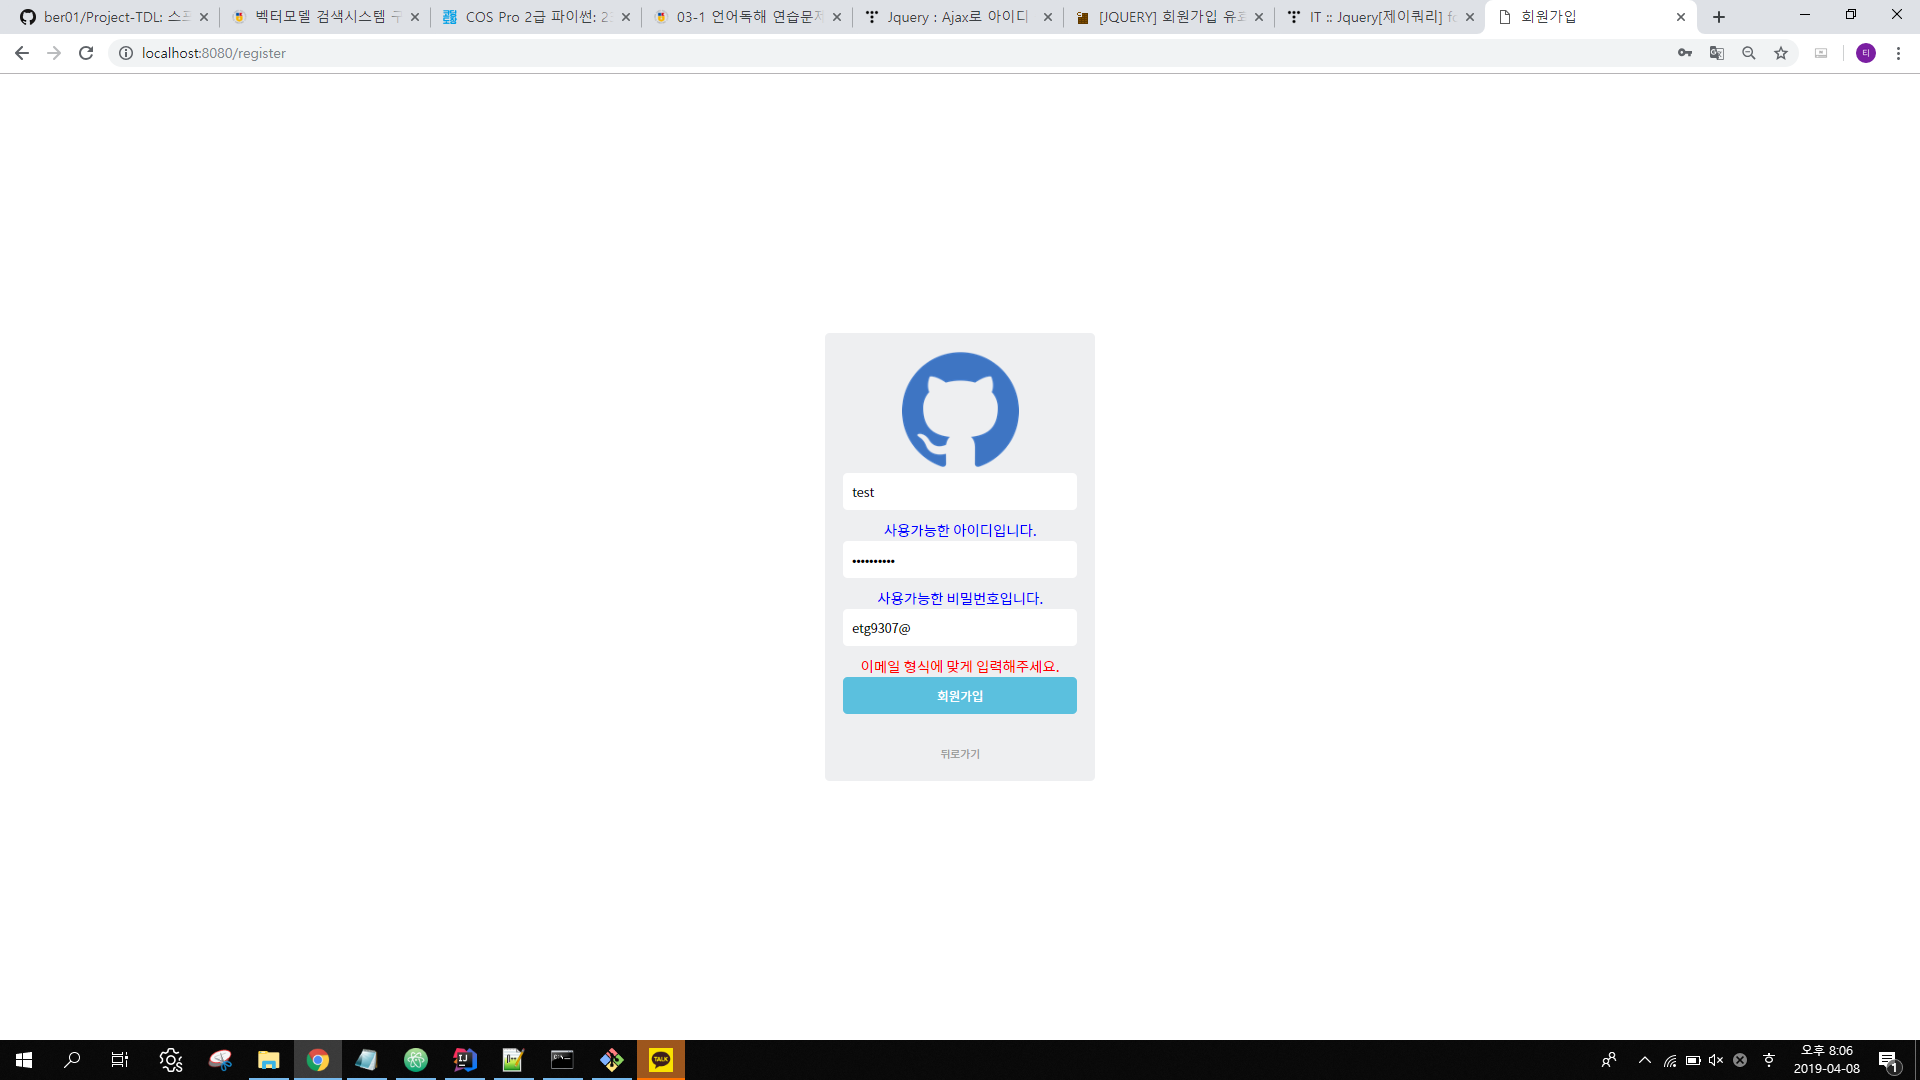 ber01/Project-TDL: 스프
벡터모델 검색시스템 구
COS Pro 2급 파이썬: 2
03-1 언어독해 연습문제
Jquery : Ajax로 아이디
[JQUERY] 회원가입 유효
IT :: Jquery[제이쿼리] fo
회원가입
localhost:8080/register
티
test
사용가능한 아이디입니다.
••••••••••
사용가능한 비밀번호입니다.
etg9307@
이메일 형식에 맞게 입력해주세요.
회원가입
뒤로가기
IJ
TALK
오후 8:06
2019-04-08
1